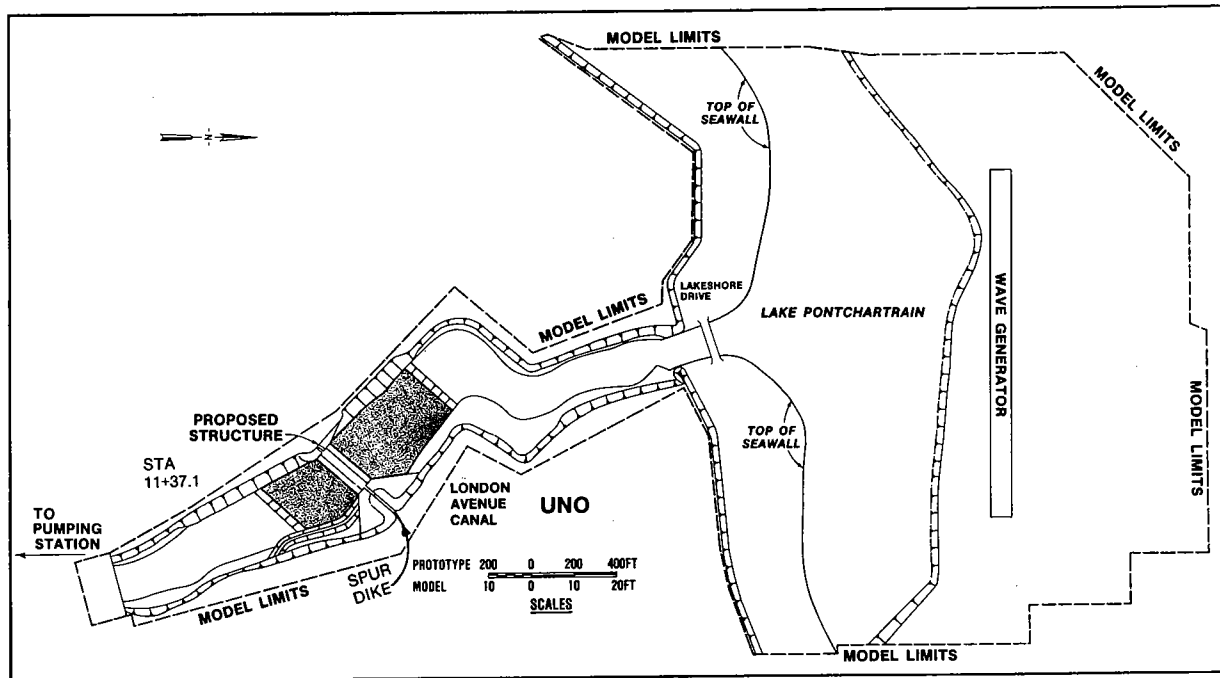 MODEL LIMITS
MODEL LIMITS
TOP OF
SEAWALL
N
WAVE GENERATOR
LAKESHORE
DRIVE
MODEL LIMITS
LAKE PONTCHARTRAIN
MODEL LIMITS
PROPOSED
STRUCTURE
STA
11+37.1
TOP OF
SEAWALL
LONDON
AVENUE
CANAL
UNO
TO
PUMPING
STATION
SPUR
DIKE
PROTOTYPE 200 0 200 400FT
MODEL 10 0 10 20FT
SCALES
MODEL LIMITS
MODEL LIMITS